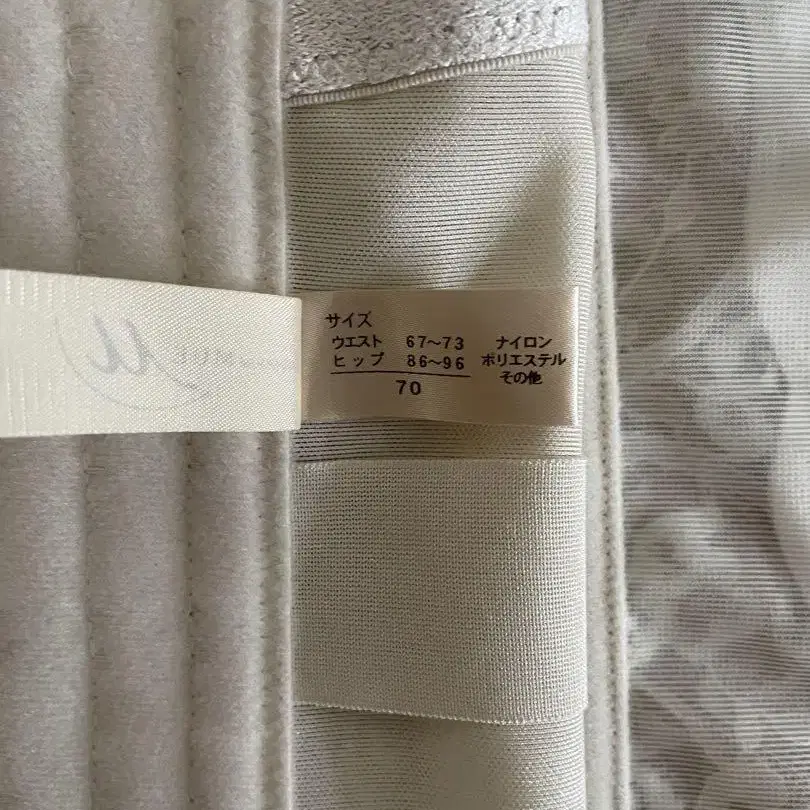 サイズ
ウエスト 67〜73
ヒップ 86〜96
70
ナイロン
ポリエステル
その他